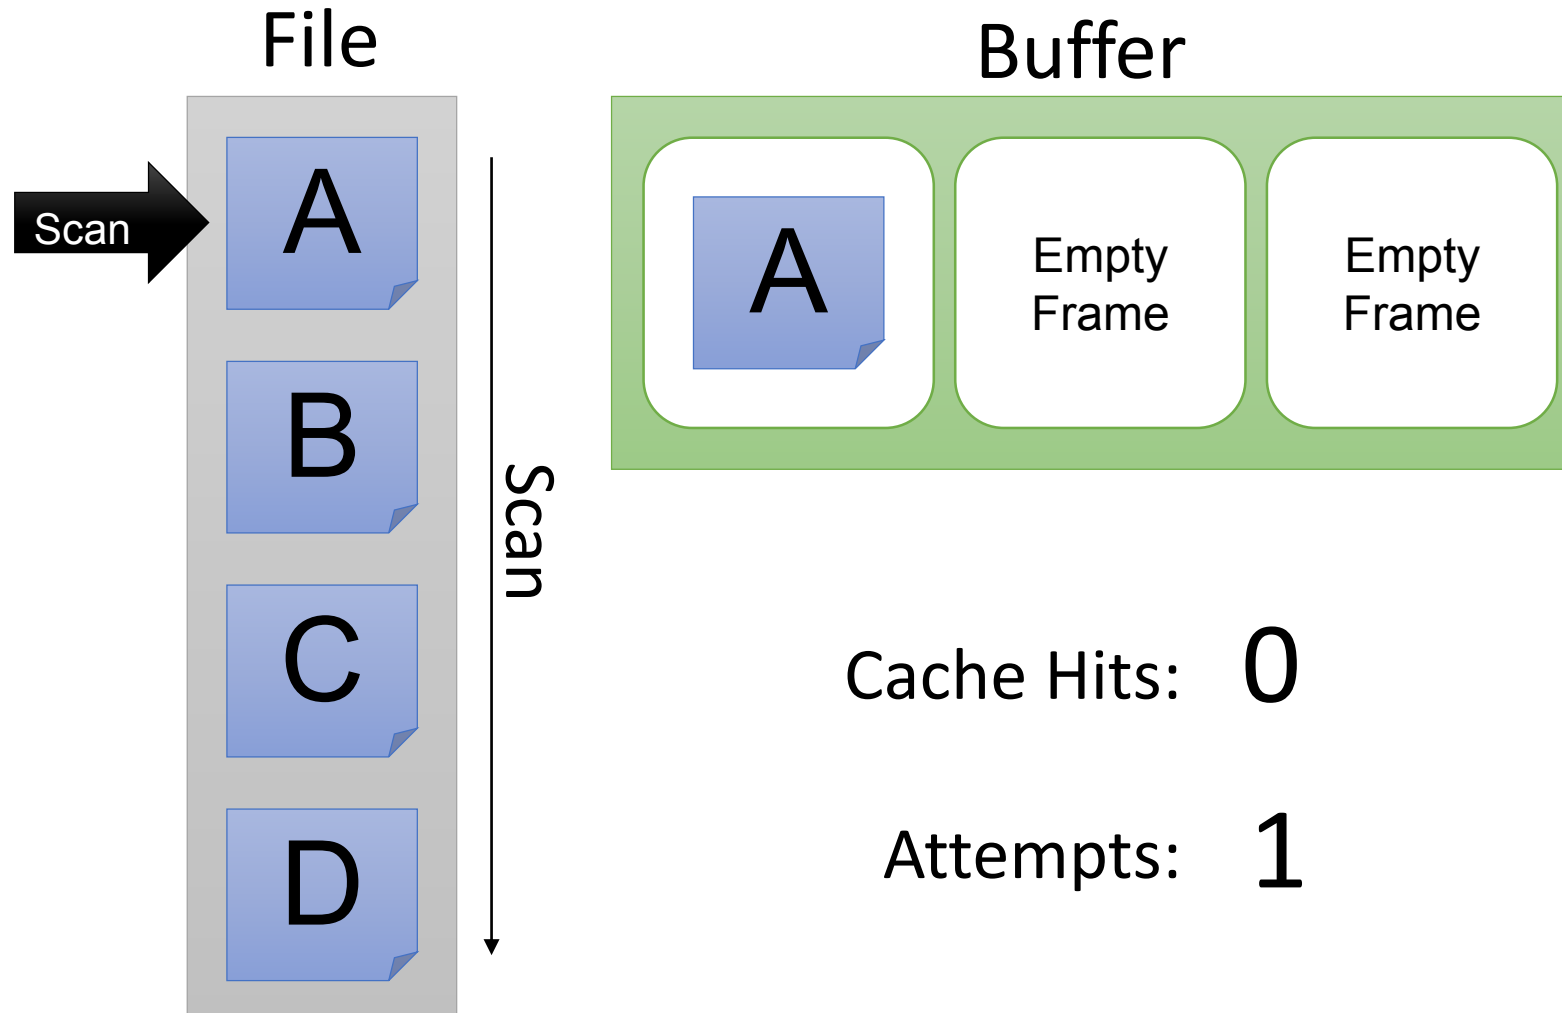 File
Buffer
Scan
A
B
C
D
Scan
A
Empty
Frame
Empty
Frame
Cache Hits: 0
Attempts: 1